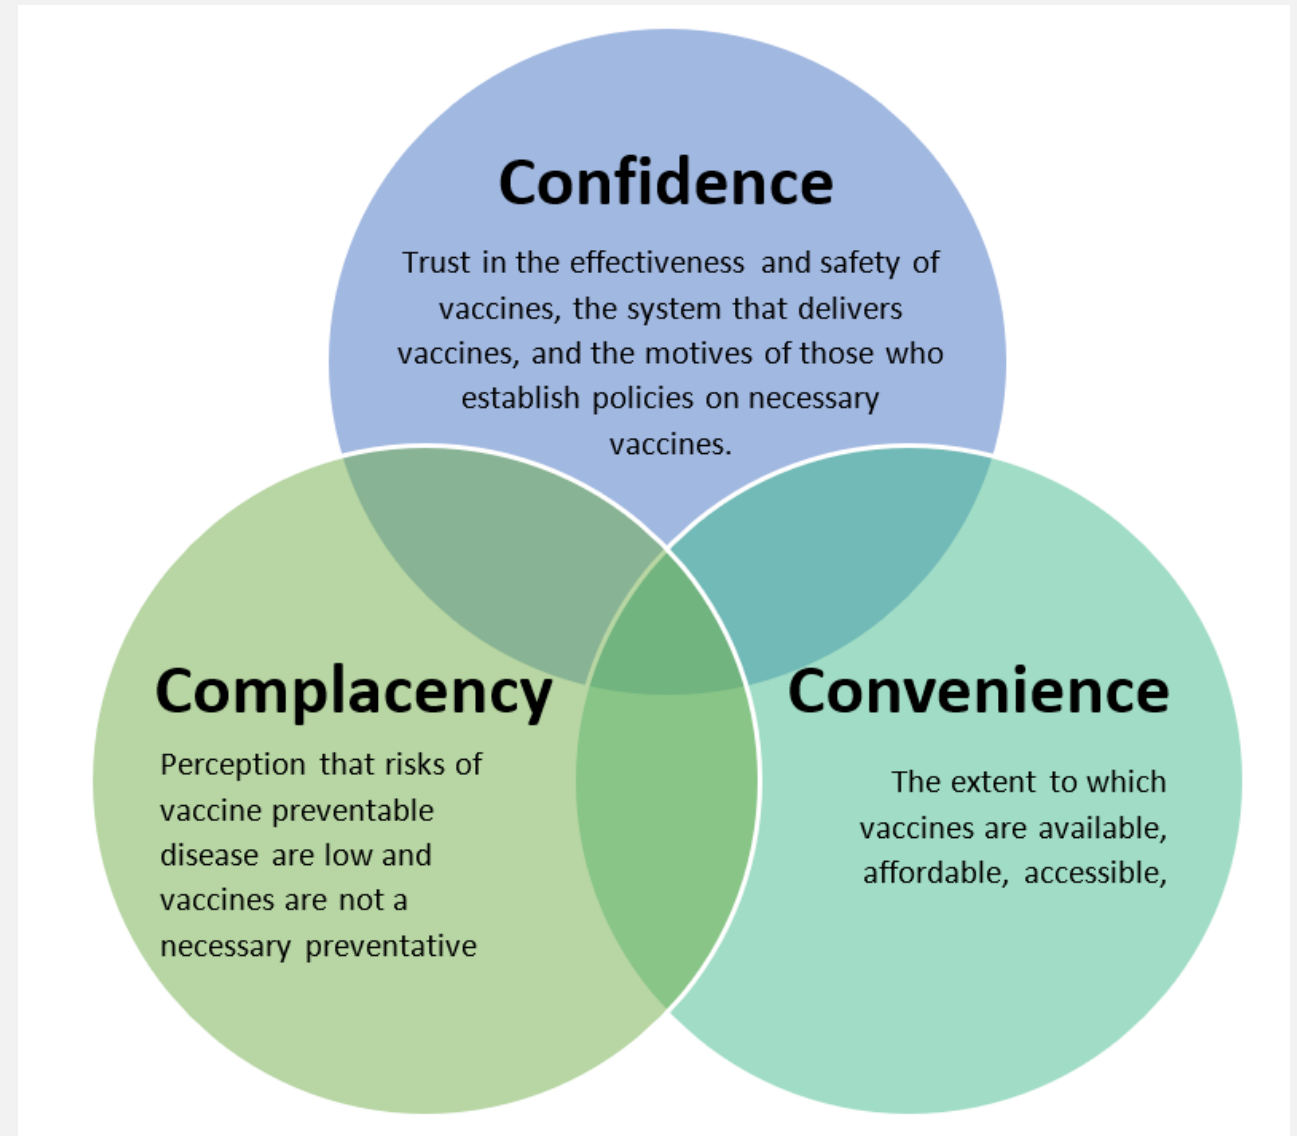 Confidence
Trust in the effectiveness and safety of
vaccines, the system that delivers
vaccines, and the motives of those who
establish policies on necessary
vaccines.
Complacency
Perception that risks of
vaccine preventable
disease are low and
vaccines are not a
necessary preventative
Convenience
The extent to which
vaccines are available,
affordable, accessible,